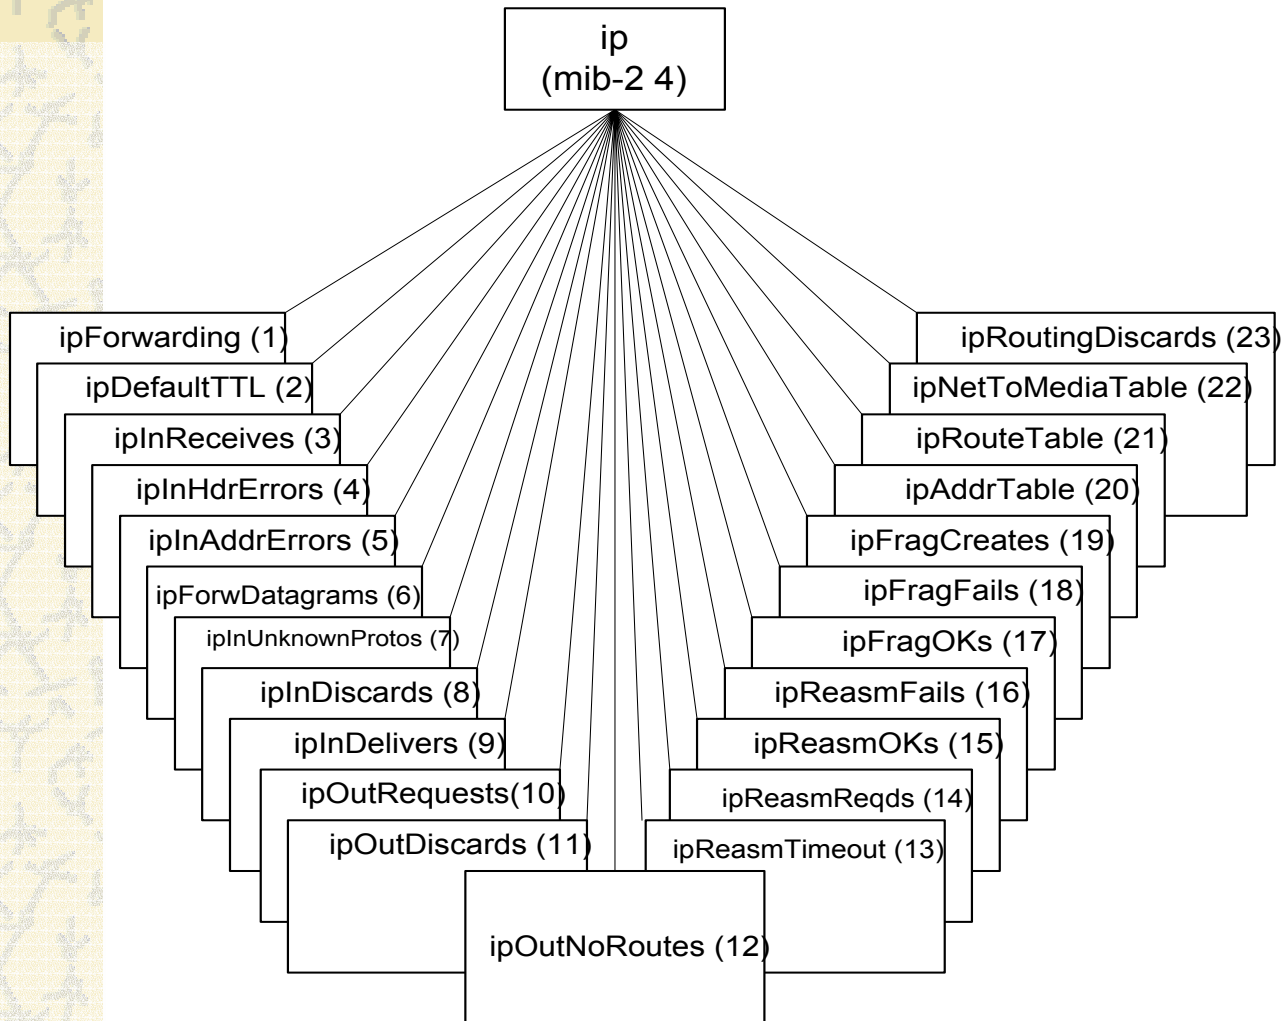 ip
(mib-2 4)
ipForwarding (1)
ipDefaultTTL (2)
ipInReceives (3)
ipInHdrErrors (4)
ipInAddrErrors (5)
ipForwDatagrams (6)
ipInUnknownProtos (7)
ipInDiscards (8)
ipInDelivers (9)
ipOutRequests(10)
ipOutDiscards (11)
ipOutNoRoutes (12)
ipReasmTimeout (13)
ipReasmReqds (14)
ipReasmOKs (15)
ipReasmFails (16)
ipFragOKs (17)
ipFragFails (18)
ipFragCreates (19)
ipAddrTable (20)
ipRouteTable (21)
ipNetToMediaTable (22)
ipRoutingDiscards (23)